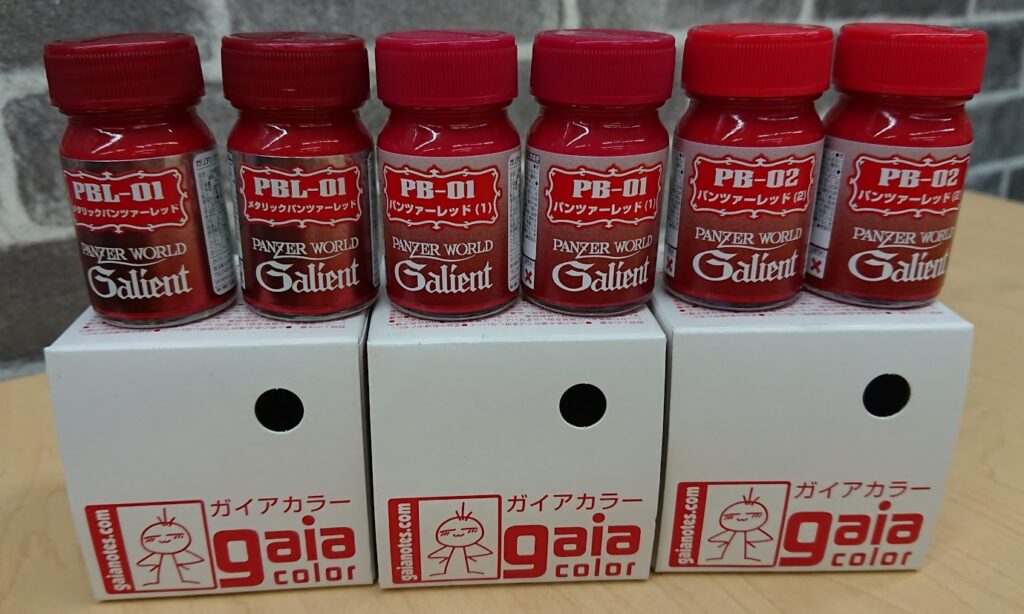 PBL-01
メタリックパンツァーレッド
PANZER WORLD
Galient
PBL-01
メタリックパンツァーレッド
PANZER WORLD
Galient
PB-01
パンツァーレッド(1)
PANZER WORLD
Galient
PB-01
パンツァーレッド(1)
PANZER WORLD
Galient
PB-02
パンツァーレッド(2)
PANZER WORLD
Galient
PB-02
パンツァーレッド(2
PANZER WORLD
Galient
gaianotes.com
ガイアカラー
gaia
color
gaianotes.com
ガイアカラー
gaia
color
gaianotes.com
ガイアカラー
gaia
color